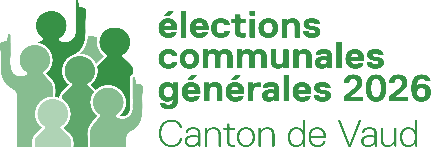 élections
communales
générales 2026
Canton de Vaud